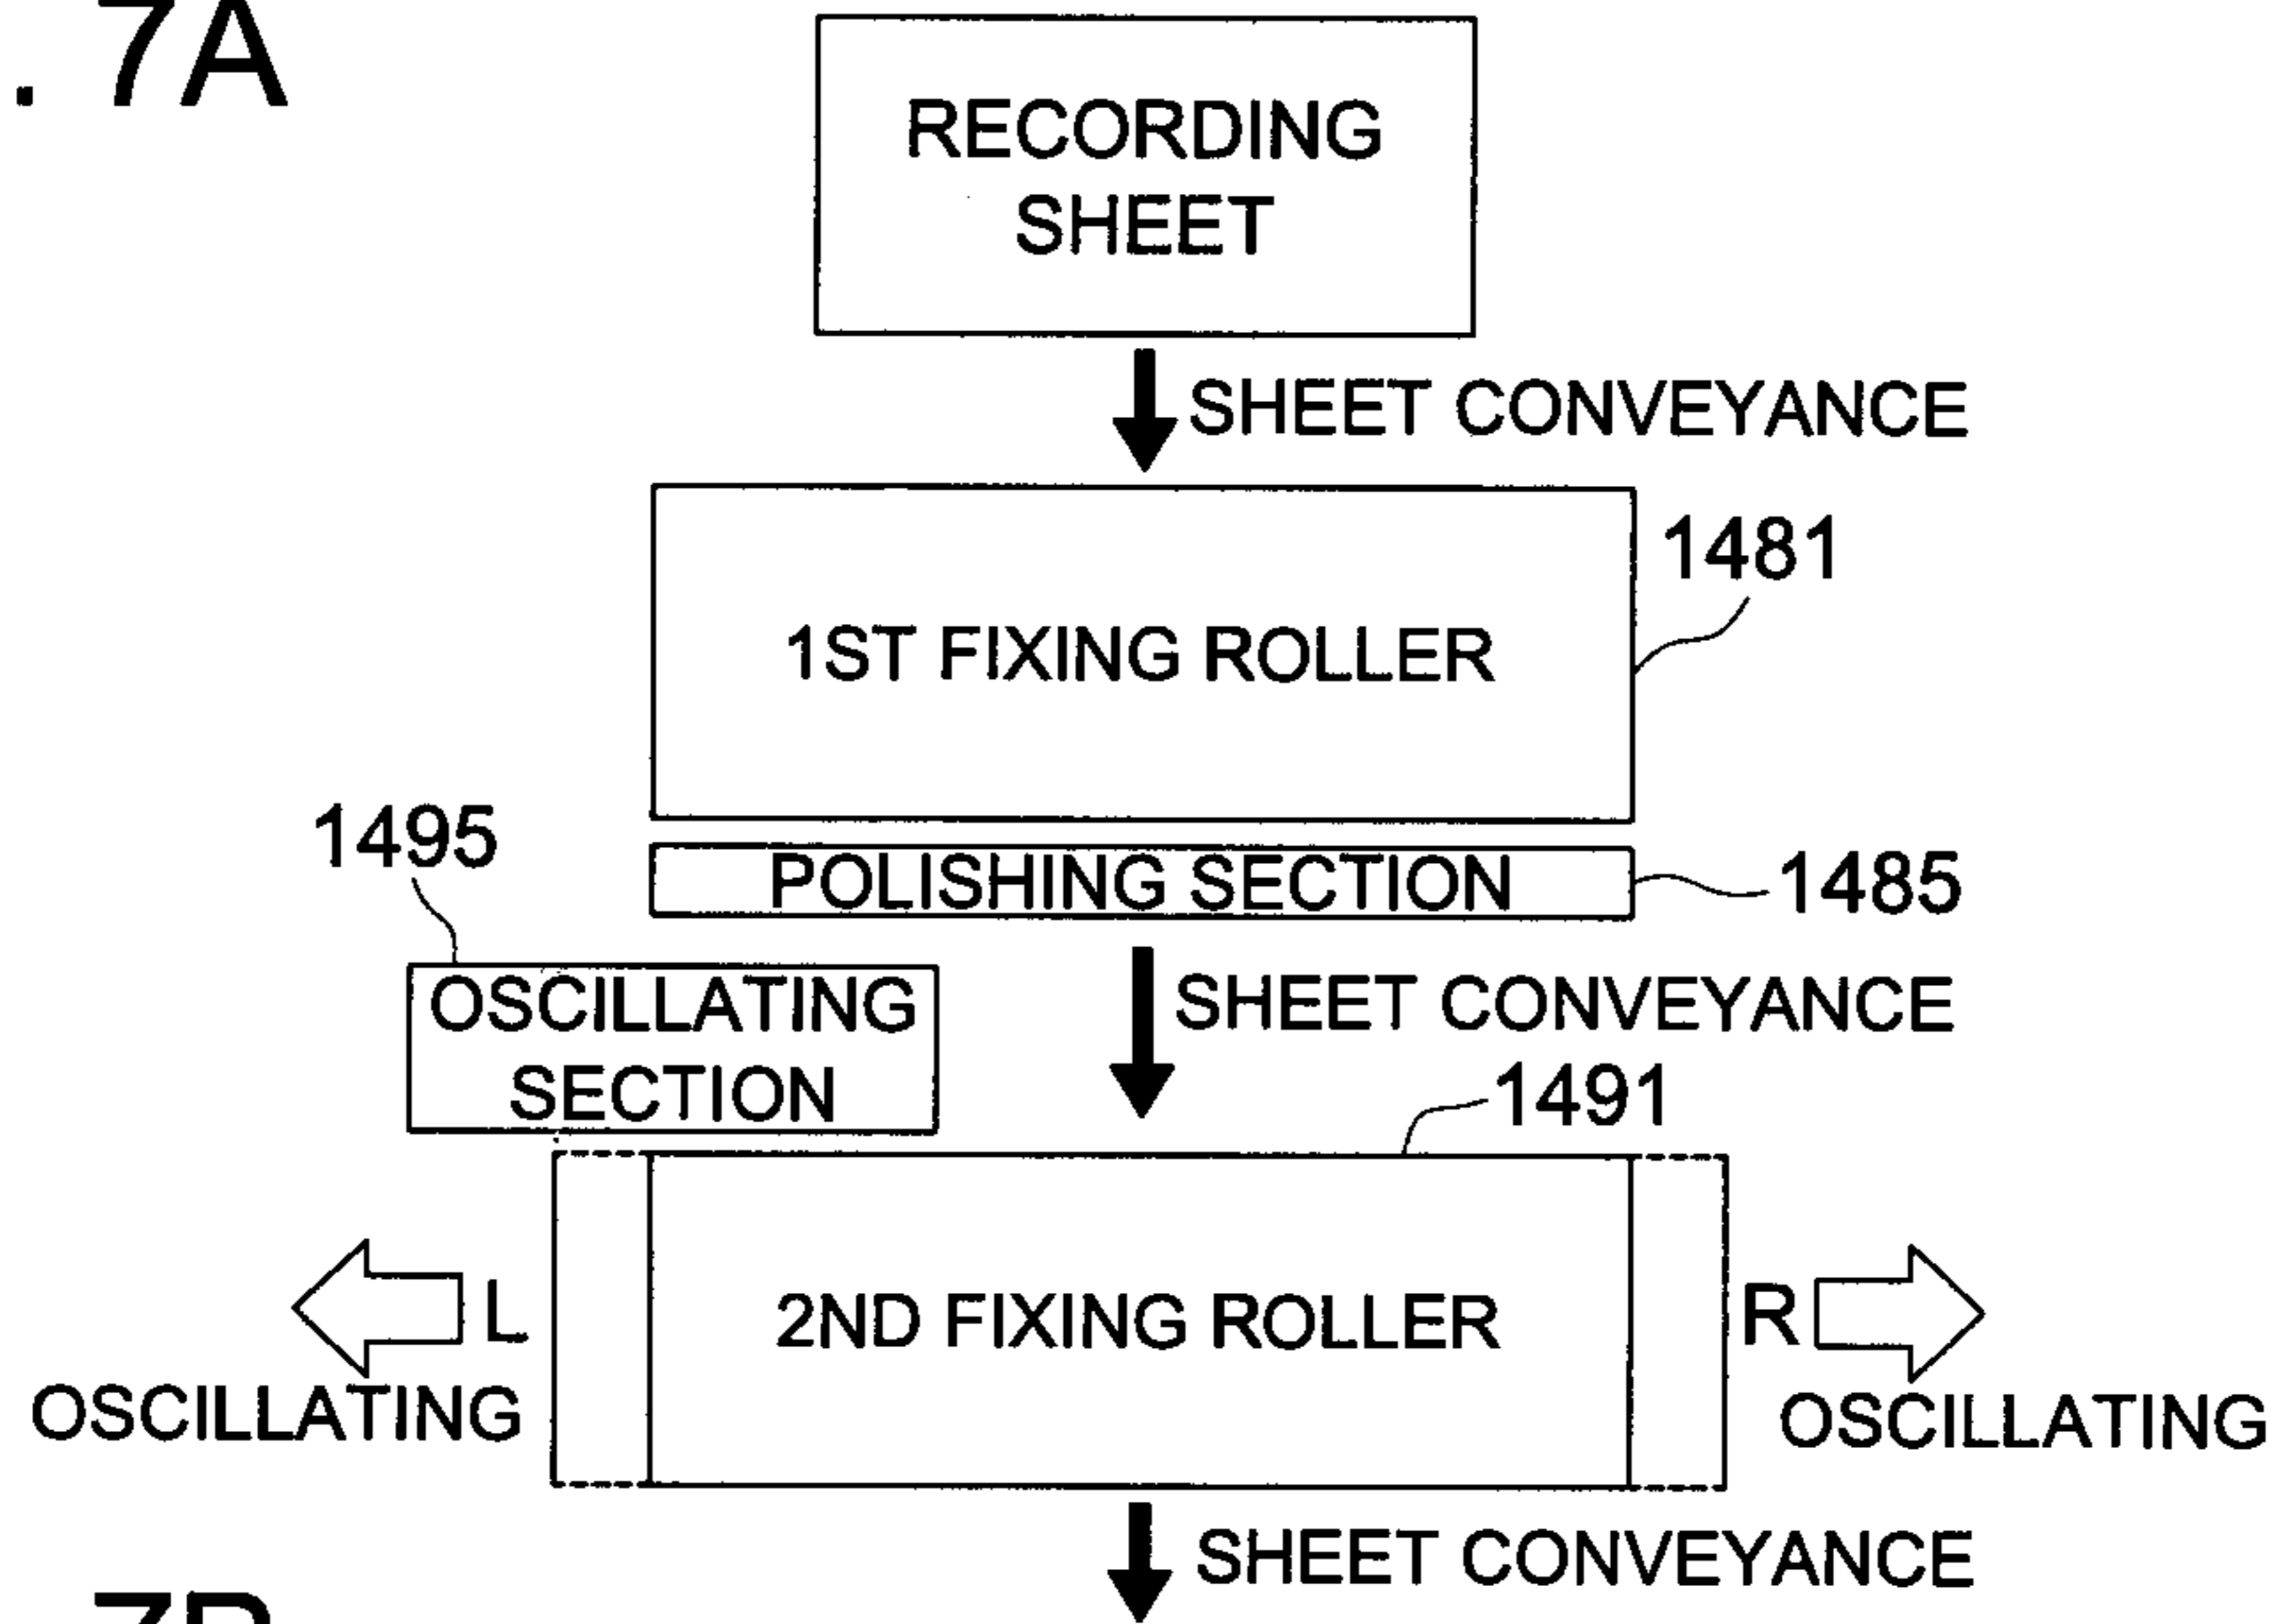 . 7A
RECORDING
SHEET
SHEET CONVEYANCE
1481
1ST FIXING ROLLER
1495
POLISHING SECTION
1485
OSCILLATING
SECTION
SHEET CONVEYANCE
1491
L
2ND FIXING ROLLER
R
OSCILLATING
OSCILLATING
SHEET CONVEYANCE